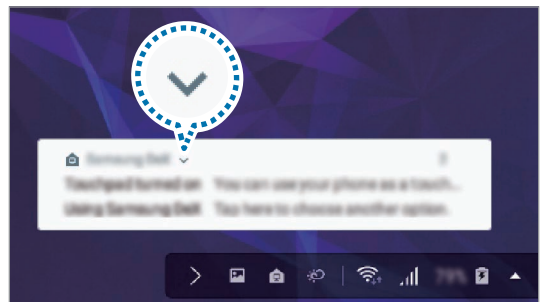 Samsung DeX
Touchpad turned on You can use your phone as a touch...
Using Samsung DeX Tap here to choose another option.
79%